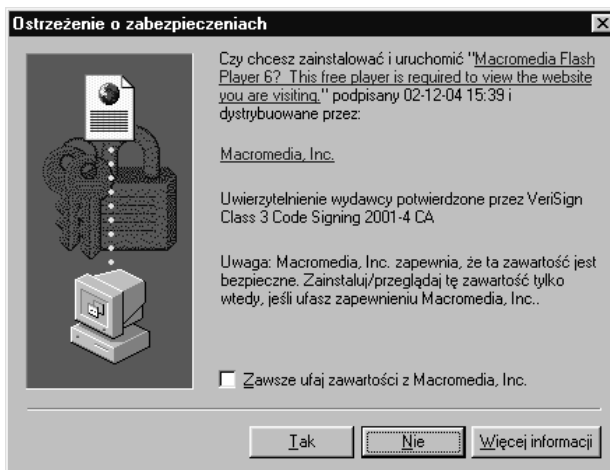 Ostrzeżenie o zabezpieczeniach
Czy chcesz zainstalować i uruchomić "Macromedia Flash
Player 6? This free player is required to view the website
you are visiting." podpisany 02-12-04 15:39 i
dystrybuowane przez:
Macromedia, Inc.
Uwierzytelnienie wydawcy potwierdzone przez VeriSign
Class 3 Code Signing 2001-4 CA
Uwaga: Macromedia, Inc. zapewnia, że ta zawartość jest
bezpieczne. Zainstaluj/przeglądaj tę zawartość tylko
wtedy, jeśli ufasz zapewnieniu Macromedia, Inc..
Zawsze ufaj zawartości z Macromedia, Inc.
Tak Nie Więcej informacji